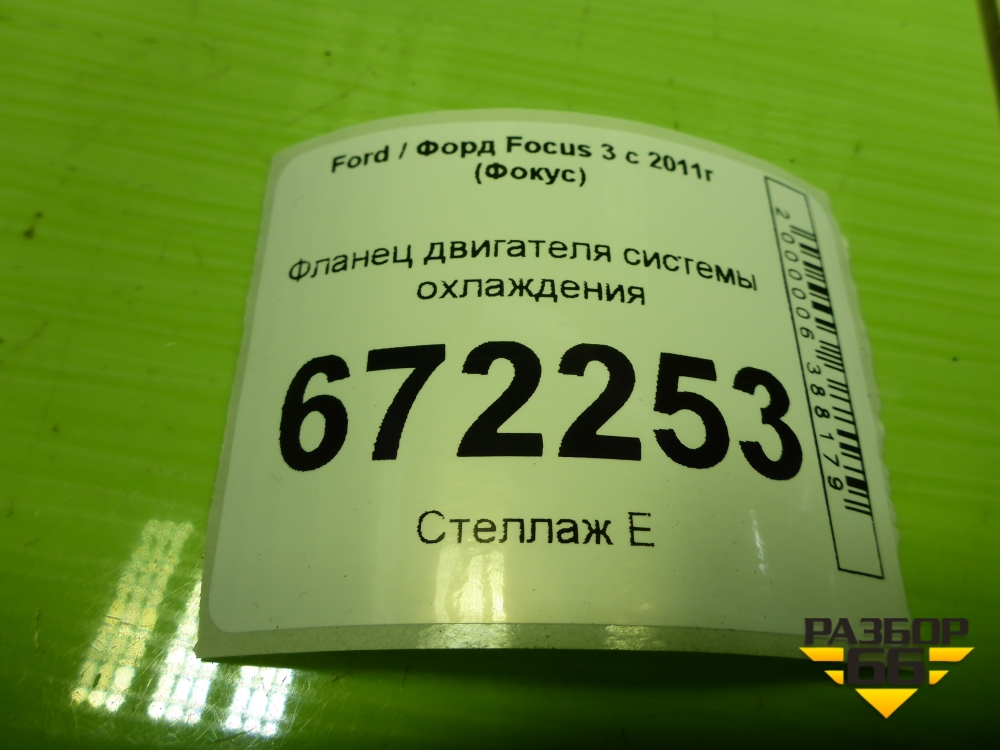 Ford / Форд Focus 3 с 2011г
(Фокус)
Фланец двигателя системы
охлаждения
672253
Стеллаж Е
2000006388179
РАЗБОР
66